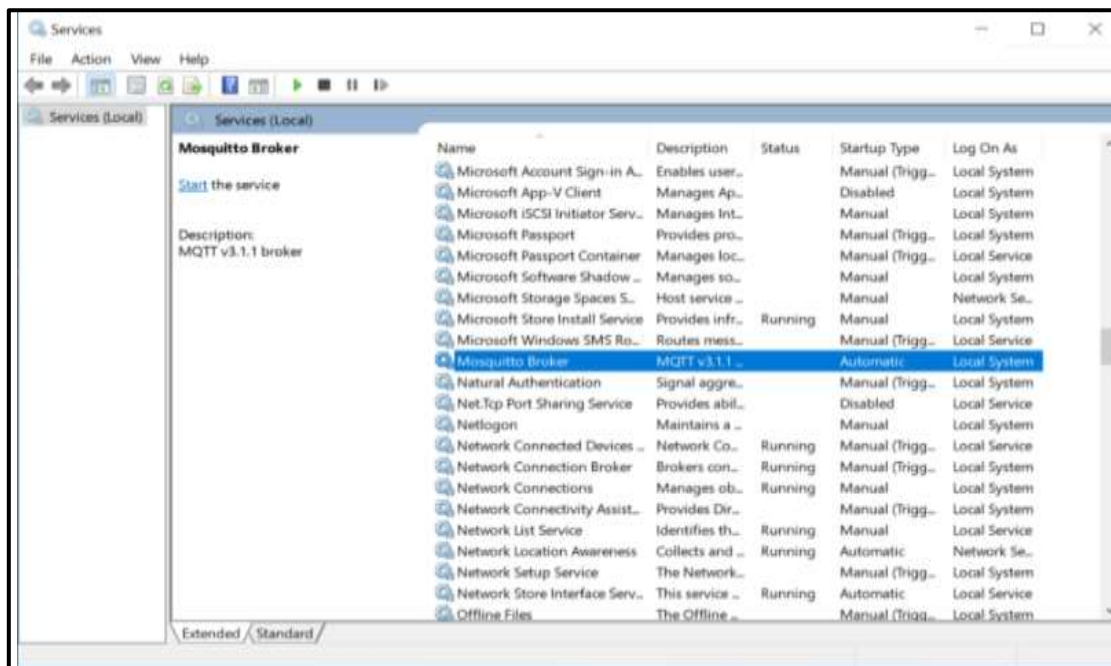 Services
File Action View Help
Services (Local)
Services (Local)
Mosquitto Broker
Start the service
Description:
MQTT v3.1.1 broker
Name Description Status Startup Type Log On As
Microsoft Account Sign-in A... Enables user... Manual (Trigg... Local System
Microsoft App-V Client Manages Ap... Disabled Local System
Microsoft iSCSI Initiator Serv... Manages Int... Manual Local System
Microsoft Passport Provides pro... Manual (Trigg... Local System
Microsoft Passport Container Manages loc... Manual (Trigg... Local Service
Microsoft Software Shadow ... Manages so... Manual Local System
Microsoft Storage Spaces S... Host service ... Manual Network Se...
Microsoft Store Install Service Provides infr... Running Manual Local System
Microsoft Windows SMS Ro... Routes mess... Manual (Trigg... Local Service
Mosquitto Broker MQTT v3.1.1 ... Automatic Local System
Natural Authentication Signal aggre... Manual (Trigg... Local System
Net.Tcp Port Sharing Service Provides abil... Disabled Local Service
Netlogon Maintains a ... Manual Local System
Network Connected Devices ... Network Co... Running Manual (Trigg... Local Service
Network Connection Broker Brokers con... Running Manual (Trigg... Local System
Network Connections Manages ob... Running Manual Local System
Network Connectivity Assist... Provides Dir... Manual (Trigg... Local System
Network List Service Identifies th... Running Manual Local Service
Network Location Awareness Collects and ... Running Automatic Network Se...
Network Setup Service The Network... Manual (Trigg... Local System
Network Store Interface Serv... This service ... Running Automatic Local Service
Offline Files The Offline ... Manual (Trigg... Local System
Extended Standard